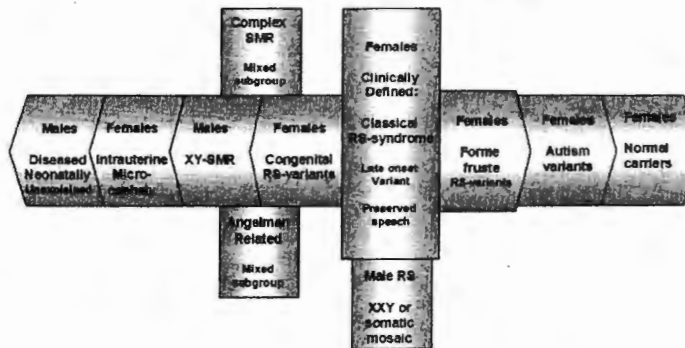 Complex
SMR
Mixed
subgroup
Males
Diseased
Neonatally
Unexplained
Females
Intrauterine
Micro-
Males
XY-SMR
Females
Congenital
RS-variants
Angelman
Related
Mixed
subgroup
Females
Clinically
Defined:
Classical
RS-syndrome
Late onset
Variant
Preserved
speech
Male RS
XXY or
somatic
mosaic
Females
Forme
fruste
RS-variants
Females
Autism
variants
Females
Normal
carriers